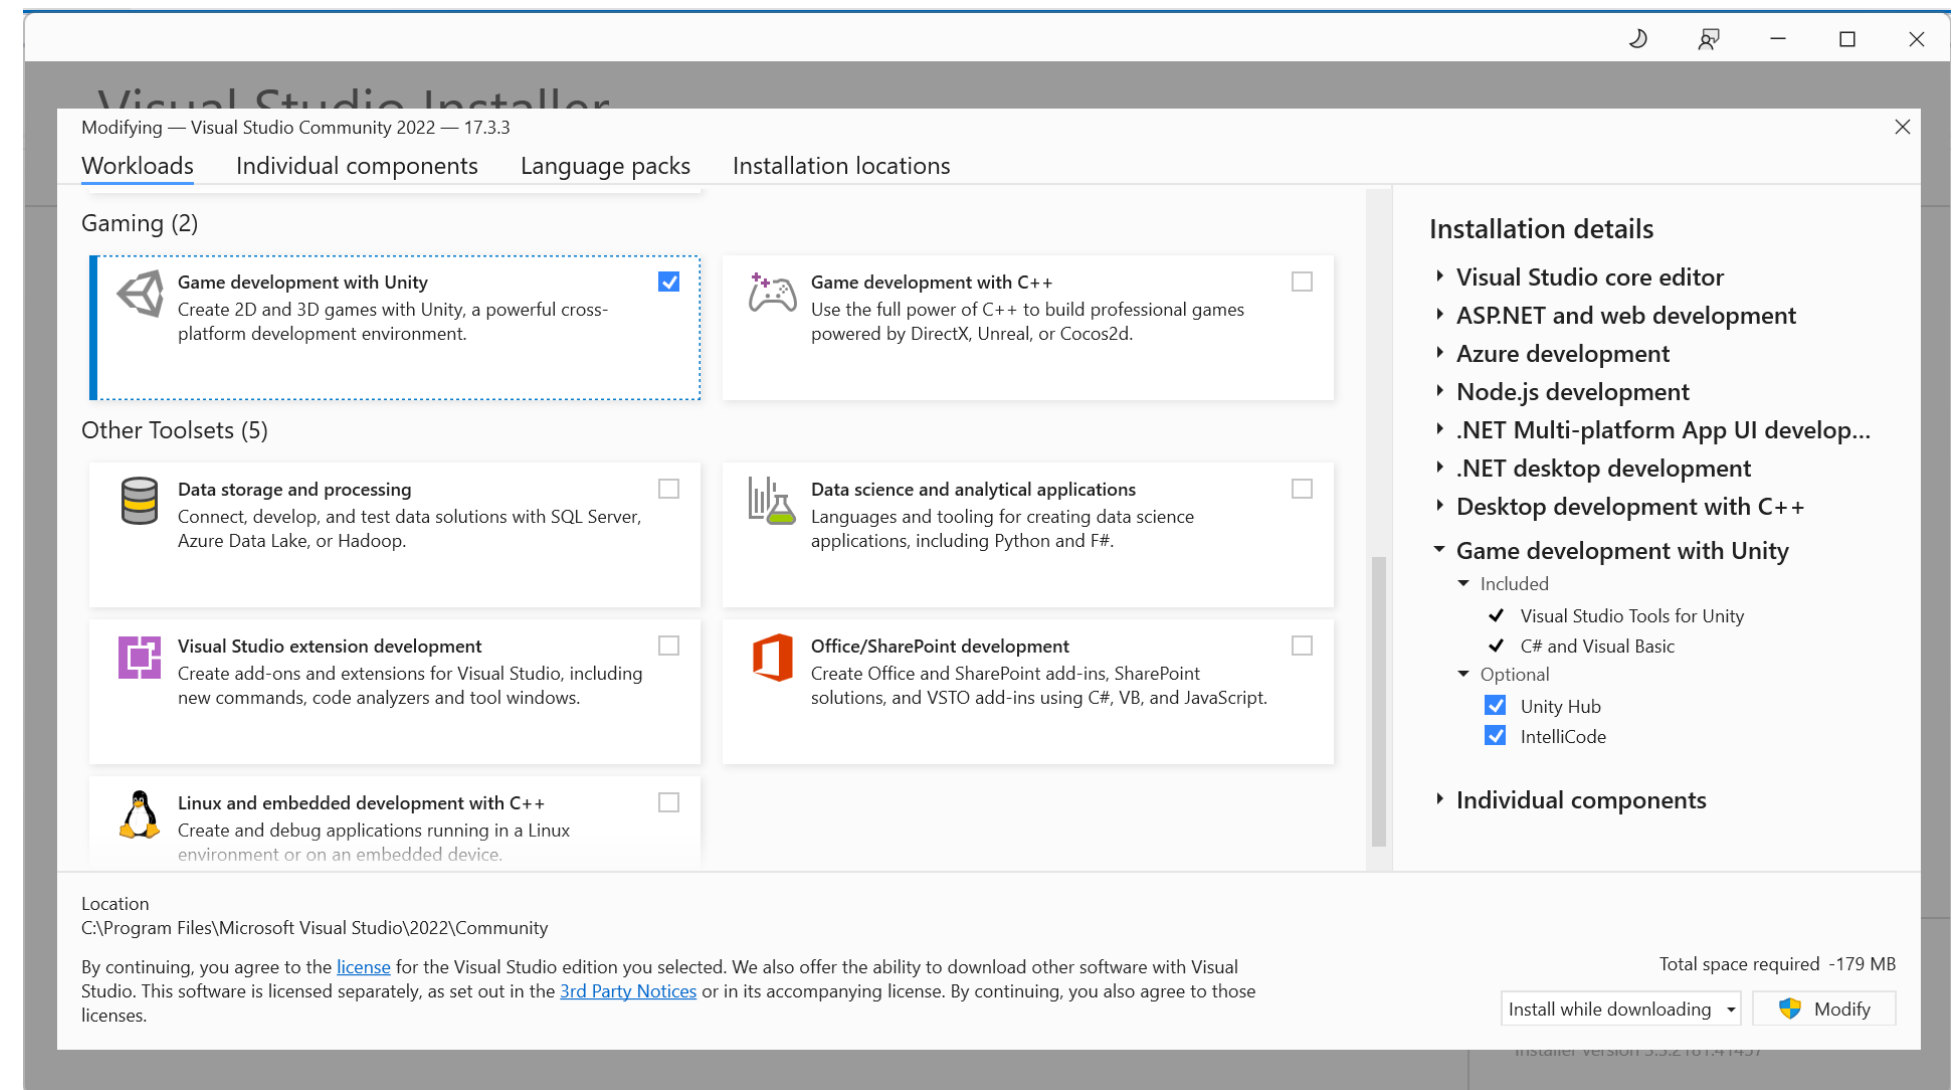 Visual Studio Installer
Modifying — Visual Studio Community 2022 — 17.3.3
Workloads
Individual components
Language packs
Installation locations
Gaming (2)
Game development with Unity
Create 2D and 3D games with Unity, a powerful cross-
platform development environment.
Game development with C++
Use the full power of C++ to build professional games
powered by DirectX, Unreal, or Cocos2d.
Other Toolsets (5)
Data storage and processing
Connect, develop, and test data solutions with SQL Server,
Azure Data Lake, or Hadoop.
Data science and analytical applications
Languages and tooling for creating data science
applications, including Python and F#.
Visual Studio extension development
Create add-ons and extensions for Visual Studio, including
new commands, code analyzers and tool windows.
Office/SharePoint development
Create Office and SharePoint add-ins, SharePoint
solutions, and VSTO add-ins using C#, VB, and JavaScript.
Linux and embedded development with C++
Create and debug applications running in a Linux
environment or on an embedded device.
Installation details
Visual Studio core editor
ASP.NET and web development
Azure development
Node.js development
.NET Multi-platform App UI develop...
.NET desktop development
Desktop development with C++
Game development with Unity
Included
Visual Studio Tools for Unity
C# and Visual Basic
Optional
Unity Hub
IntelliCode
Individual components
Location
C:\Program Files\Microsoft Visual Studio\2022\Community
By continuing, you agree to the license for the Visual Studio edition you selected. We also offer the ability to download other software with Visual
Studio. This software is licensed separately, as set out in the 3rd Party Notices or in its accompanying license. By continuing, you also agree to those
licenses.
Total space required -179 MB
Install while downloading
Modify
Installer version